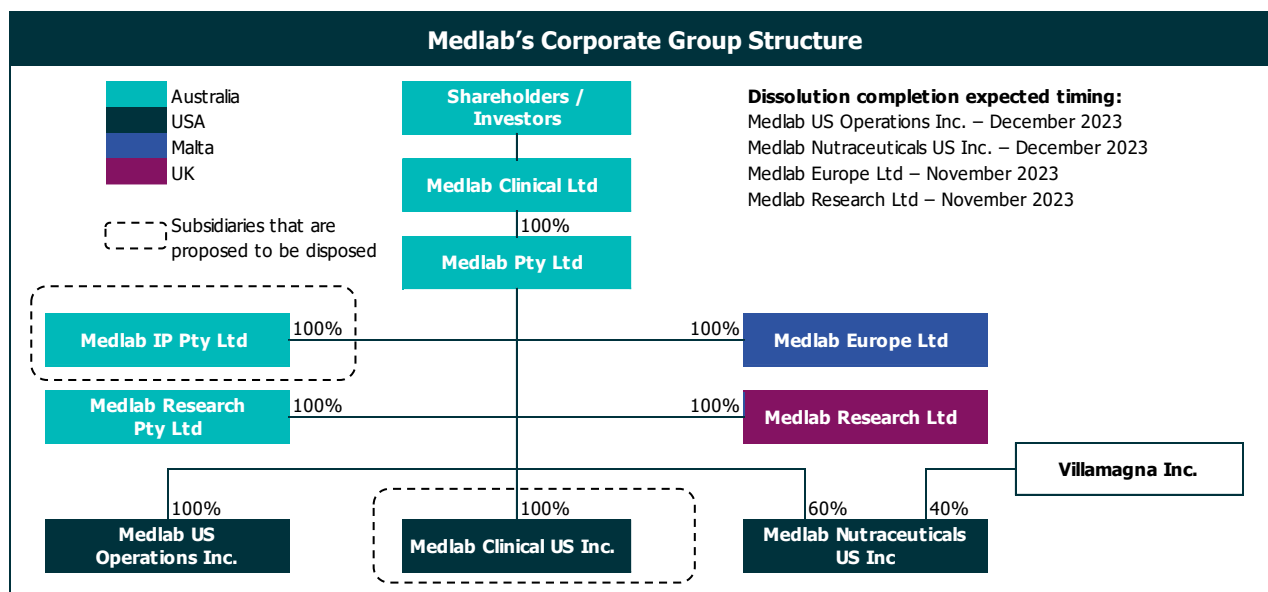 Medlab's Corporate Group Structure
Australia
USA
Malta
UK
Subsidiaries that are
proposed to be disposed
Shareholders /
Investors
Medlab Clinical Ltd
100%
Medlab Pty Ltd
Dissolution completion expected timing:
Medlab US Operations Inc. – December 2023
Medlab Nutraceuticals US Inc. – December 2023
Medlab Europe Ltd – November 2023
Medlab Research Ltd – November 2023
Medlab IP Pty Ltd
100%
100%
Medlab Europe Ltd
Medlab Research
Pty Ltd
100%
100%
Medlab Research Ltd
Villamagna Inc.
100%
Medlab US
Operations Inc.
100%
Medlab Clinical US Inc.
60%
40%
Medlab Nutraceuticals
US Inc